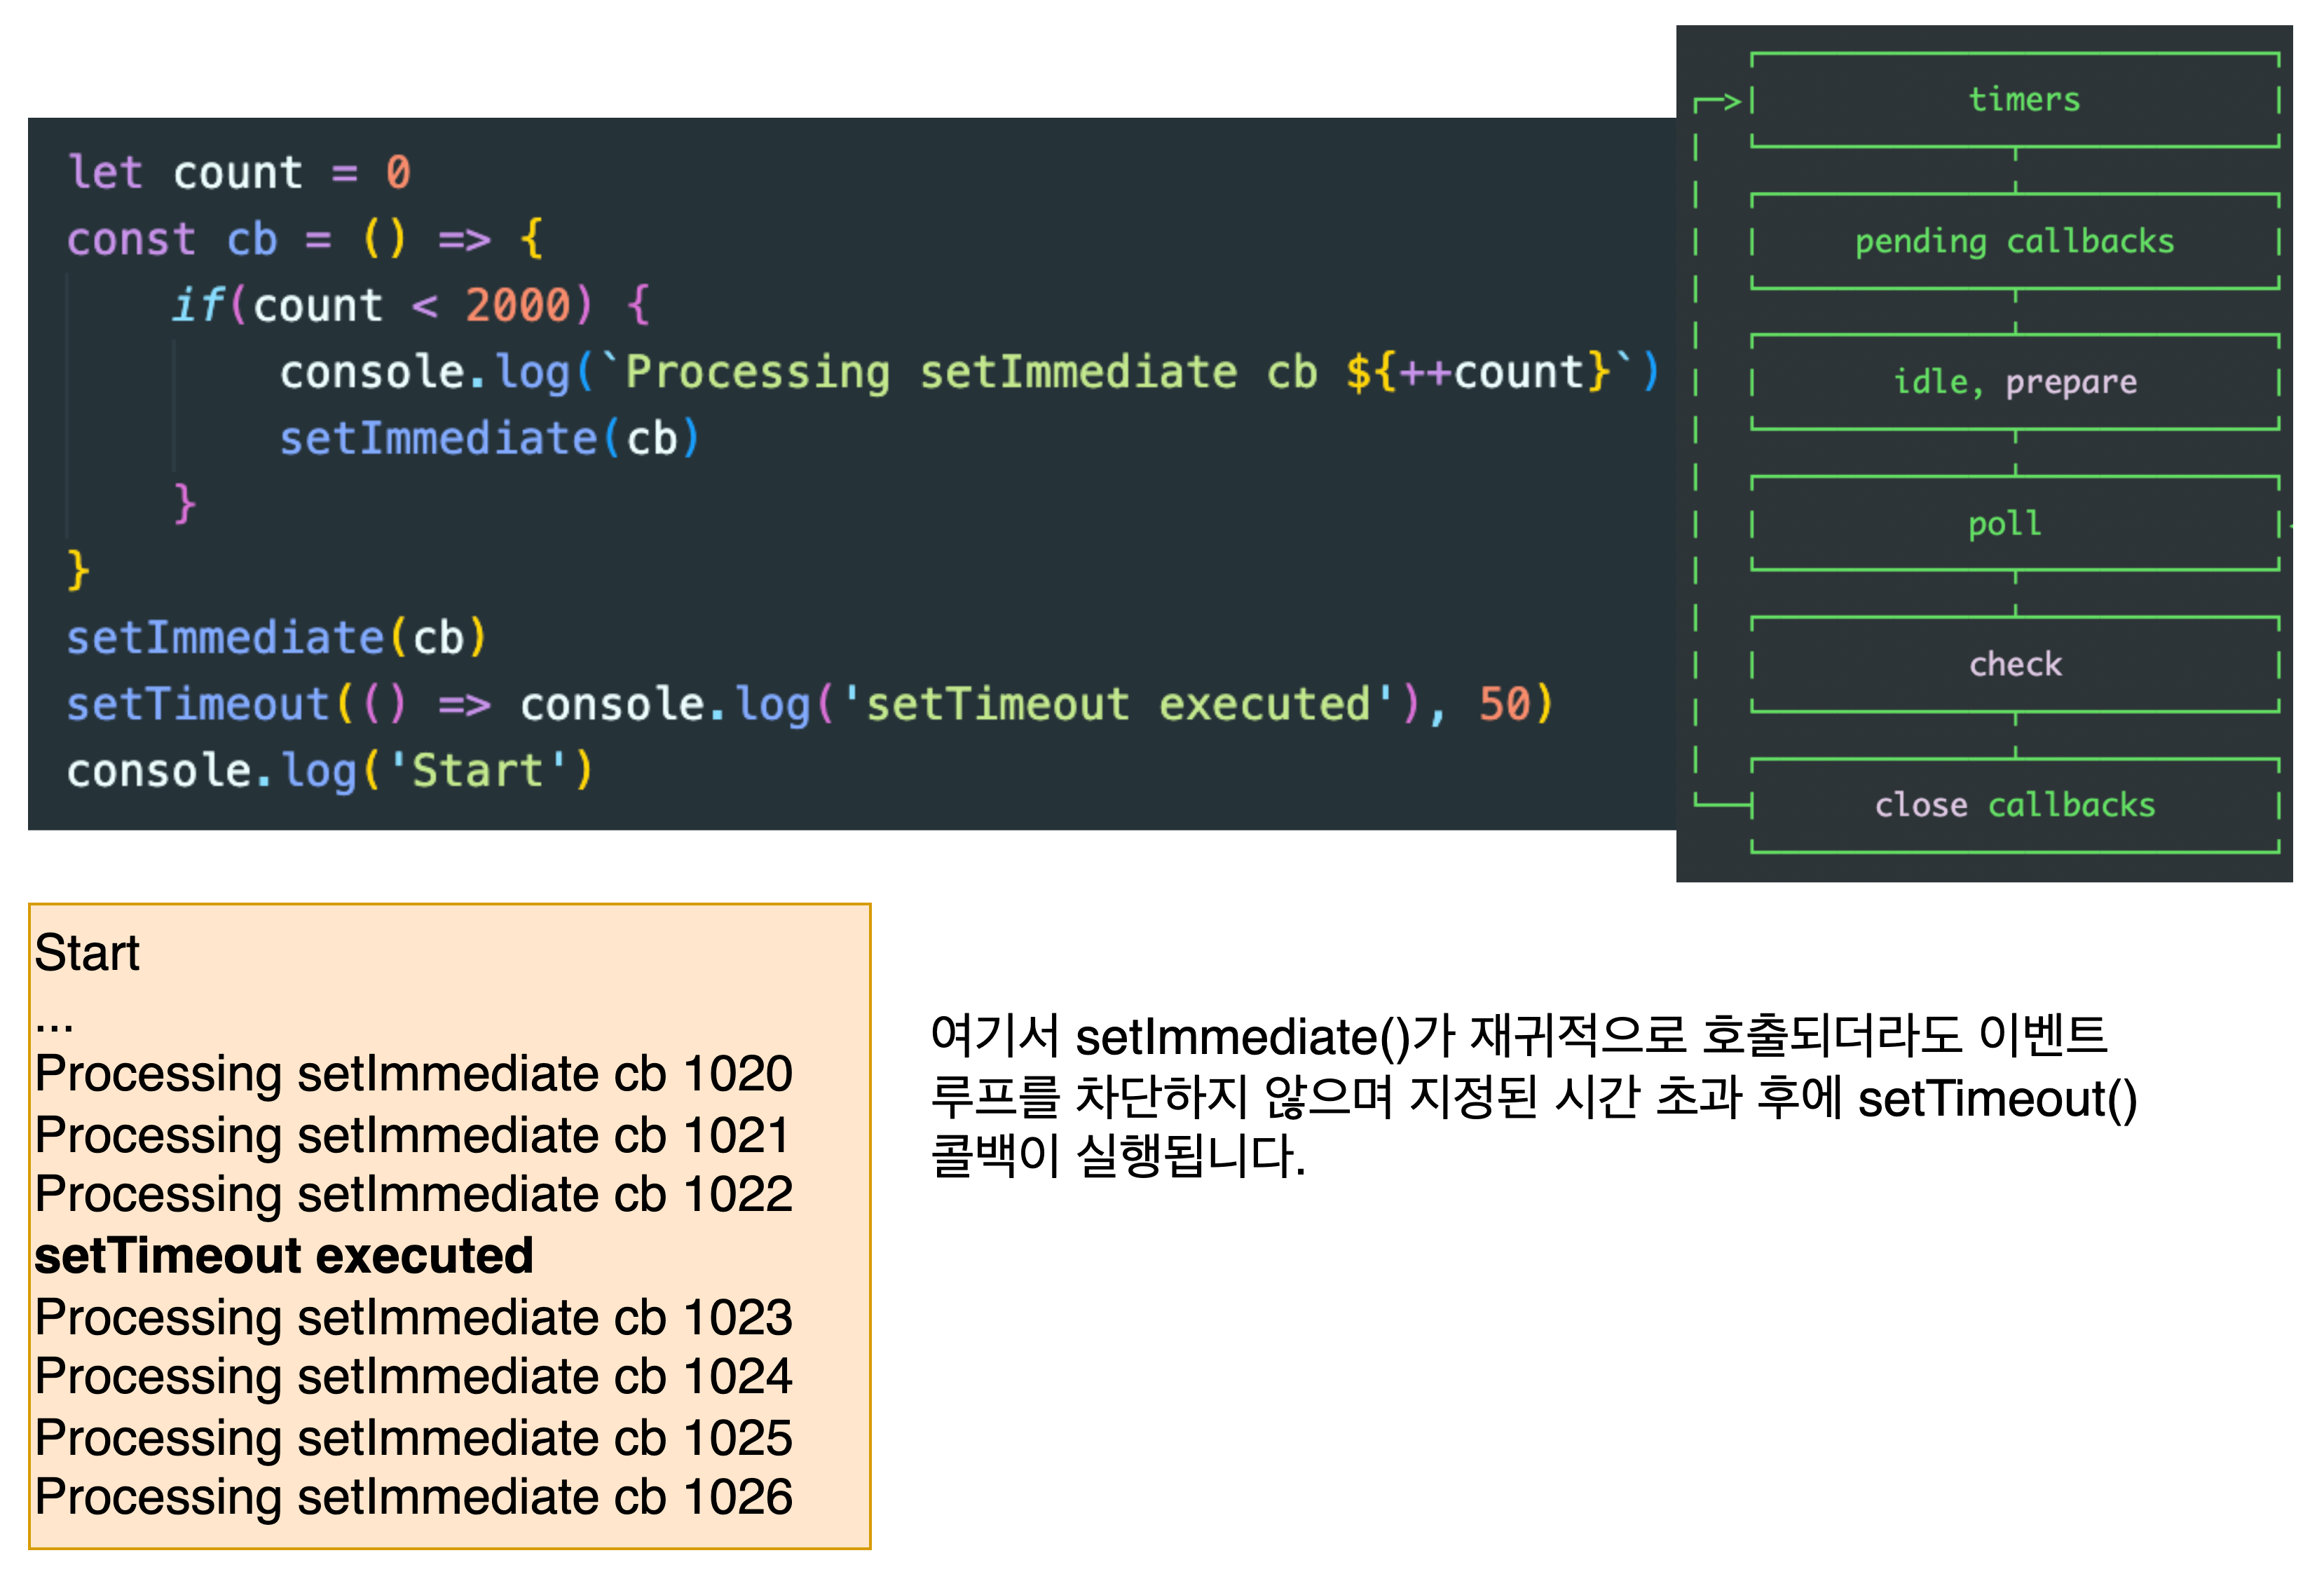 let count = 0
const cb = () => {
    if(count < 2000) {
        console.log(`Processing setImmediate cb ${++count}`)
        setImmediate(cb)
    }
}
setImmediate(cb)
setTimeout(() => console.log('setTimeout executed'), 50)
console.log('Start')
timers
pending callbacks
idle, prepare
poll
check
close callbacks
Start
...
Processing setImmediate cb 1020
Processing setImmediate cb 1021
Processing setImmediate cb 1022
setTimeout executed
Processing setImmediate cb 1023
Processing setImmediate cb 1024
Processing setImmediate cb 1025
Processing setImmediate cb 1026
여기서 setImmediate()가 재귀적으로 호출되더라도 이벤트
루프를 차단하지 않으며 지정된 시간 초과 후에 setTimeout()
콜백이 실행됩니다.